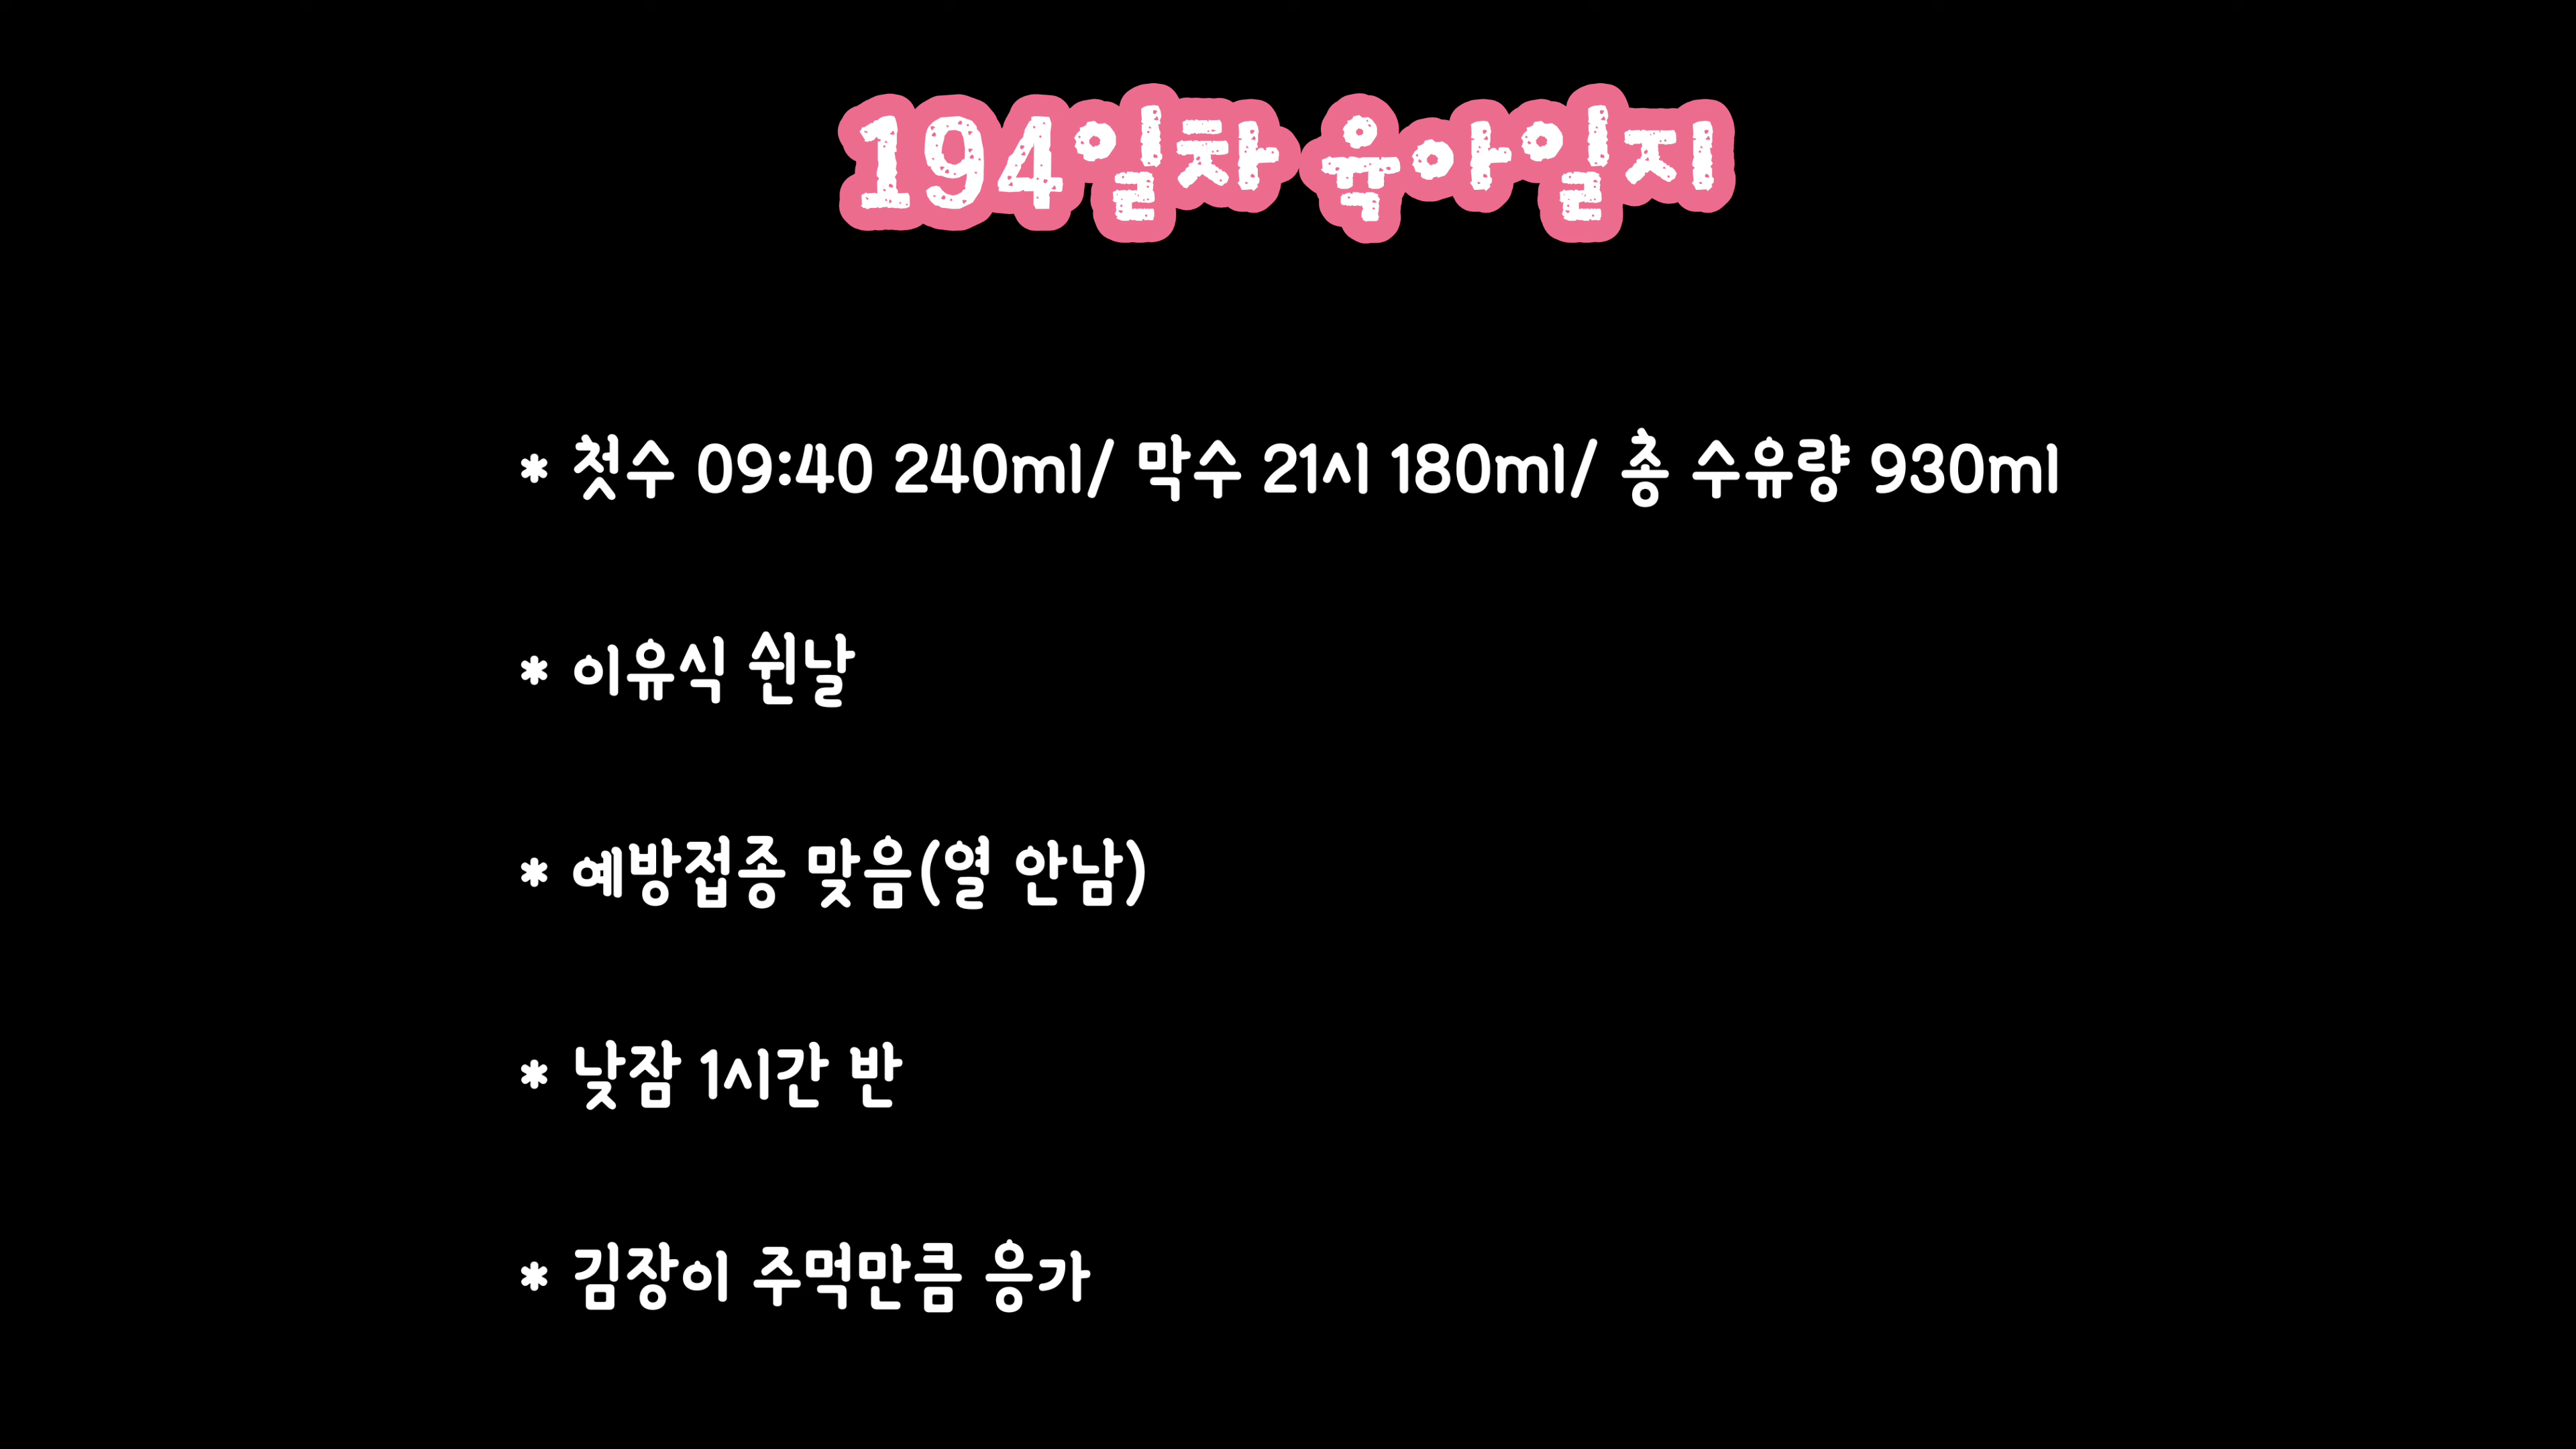 194일차 육아일지
* 첫수 09:40 240ml/ 막수 21시 180ml/ 총 수유량 930ml
* 이유식 쉰날
* 예방접종 맞음(열 안남)
* 낮잠 1시간 반
* 김장이 주먹만큼 응가